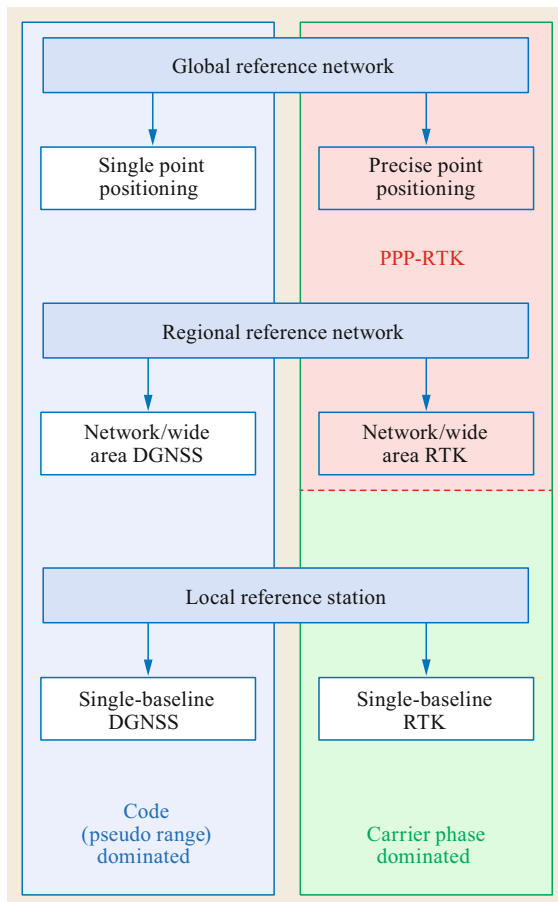 Global reference network
Single point
positioning
Precise point
positioning
PPP-RTK
Regional reference network
Network/wide
area DGNSS
Network/wide
area RTK
Local reference station
Single-baseline
DGNSS
Single-baseline
RTK
Code
(pseudo range)
dominated
Carrier phase
dominated